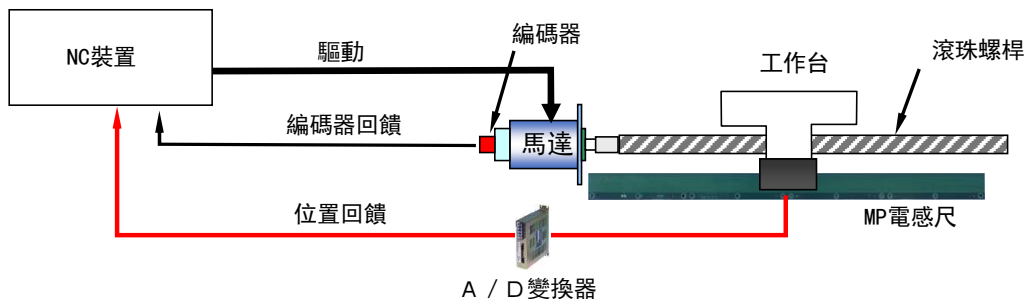 編碼器
滾珠螺桿
NC裝置
驅動
工作台
編碼器回饋
馬達
位置回饋
MP電感尺
A / D變換器